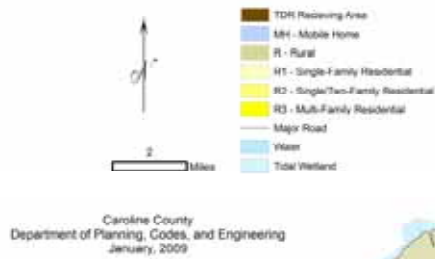 TDR Recieving Area
MH - Mobile Home
R - Rural
R1 - Single-Family Residential
R2 - Single/Two-Family Residential
R3 - Multi-Family Residential
Major Road
Water
Tidal Wetland
2
Miles
Caroline County
Department of Planning, Codes, and Engineering
January, 2009